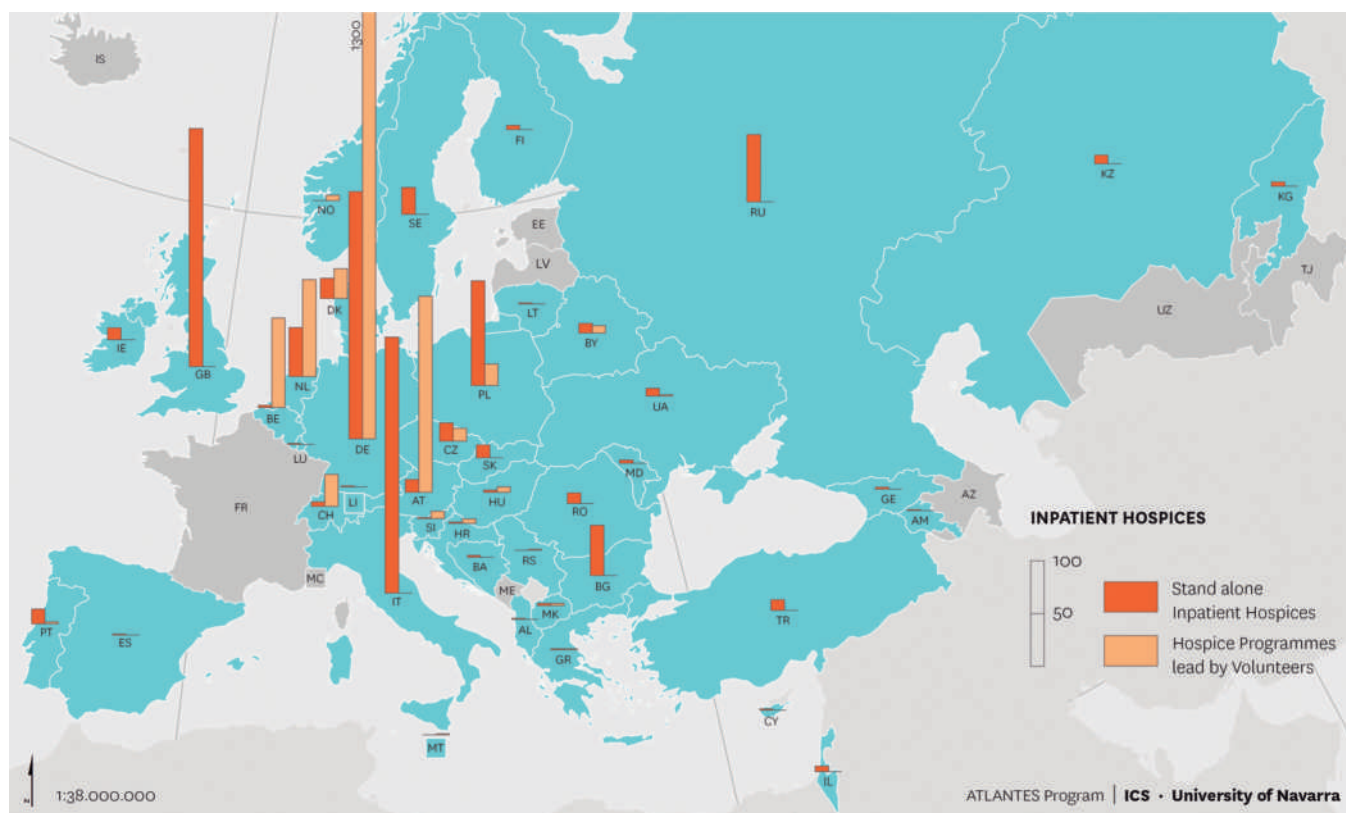 1300
IS
FI
NO
SE
RU
KZ
KG
EE
LV
TJ
DK
LT
UZ
IE
BY
GB
NL
PL
UA
BE
DE
CZ
LU
SK
MD
LI
AT
HU
GE
AZ
FR
CH
RO
AM
SI
HR
BA
RS
BG
MC
ME
IT
MK
TR
PT
ES
AL
GR
CY
MT
IL
INPATIENT HOSPICES
100
50
Stand alone
Inpatient Hospices
Hospice Programmes
lead by Volunteers
N
1:38.000.000
ATLANTES Program | ICS · University of Navarra